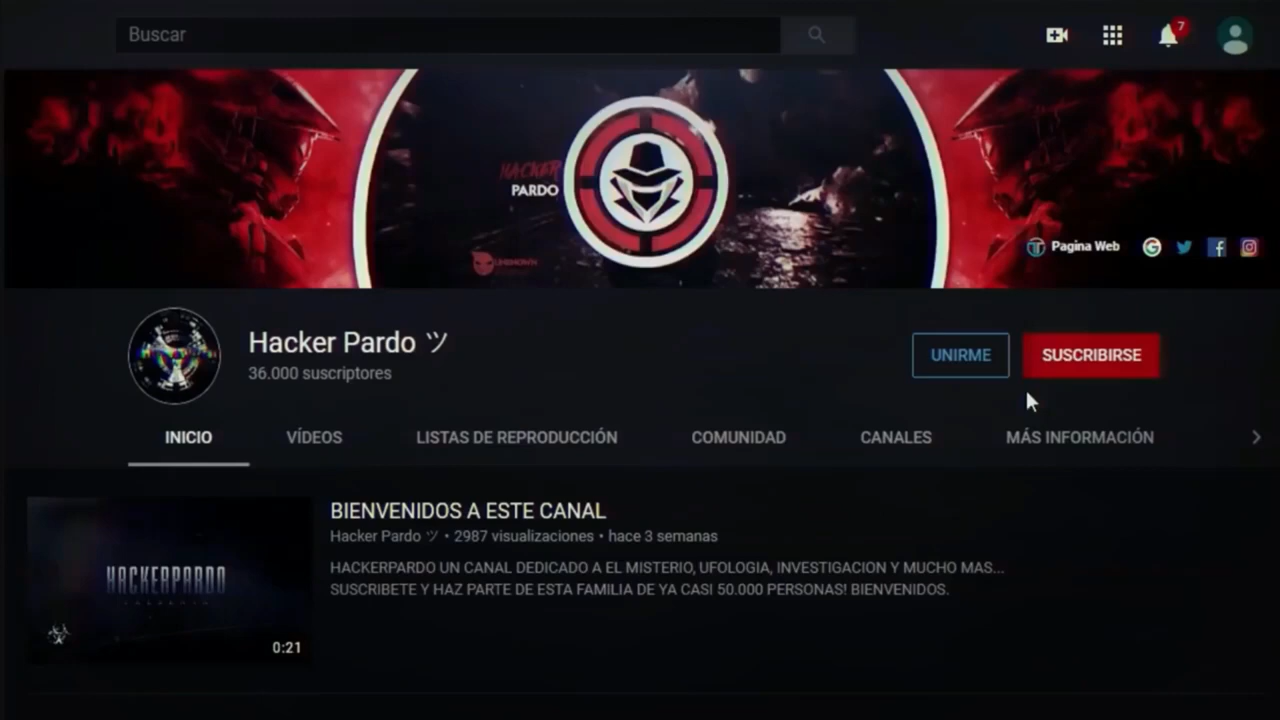 Buscar
7
HACKER
PARDO
UNKNOWN
Pagina Web
Hacker Pardo ツ
36.000 suscriptores
UNIRME
SUSCRIBIRSE
INICIO
VÍDEOS
LISTAS DE REPRODUCCIÓN
COMUNIDAD
CANALES
MÁS INFORMACIÓN
BIENVENIDOS A ESTE CANAL
Hacker Pardo ツ • 2987 visualizaciones • hace 3 semanas
HACKERPARDO UN CANAL DEDICADO A EL MISTERIO, UFOLOGIA, INVESTIGACION Y MUCHO MAS...
SUSCRIBETE Y HAZ PARTE DE ESTA FAMILIA DE YA CASI 50.000 PERSONAS! BIENVENIDOS.
HACKERPARDO
0:21